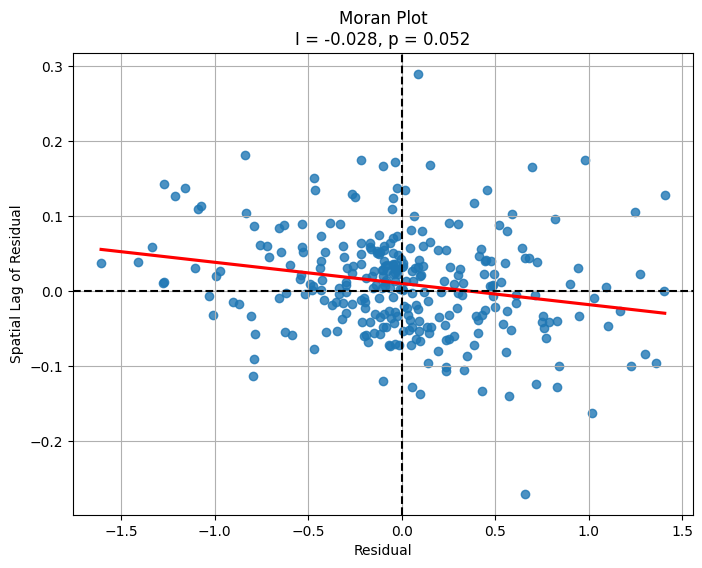 Moran Plot
I = -0.028, p = 0.052
0.3
0.2
0.1
0.0
−0.1
−0.2
Spatial Lag of Residual
−1.5 −1.0 −0.5 0.0 0.5 1.0 1.5
Residual